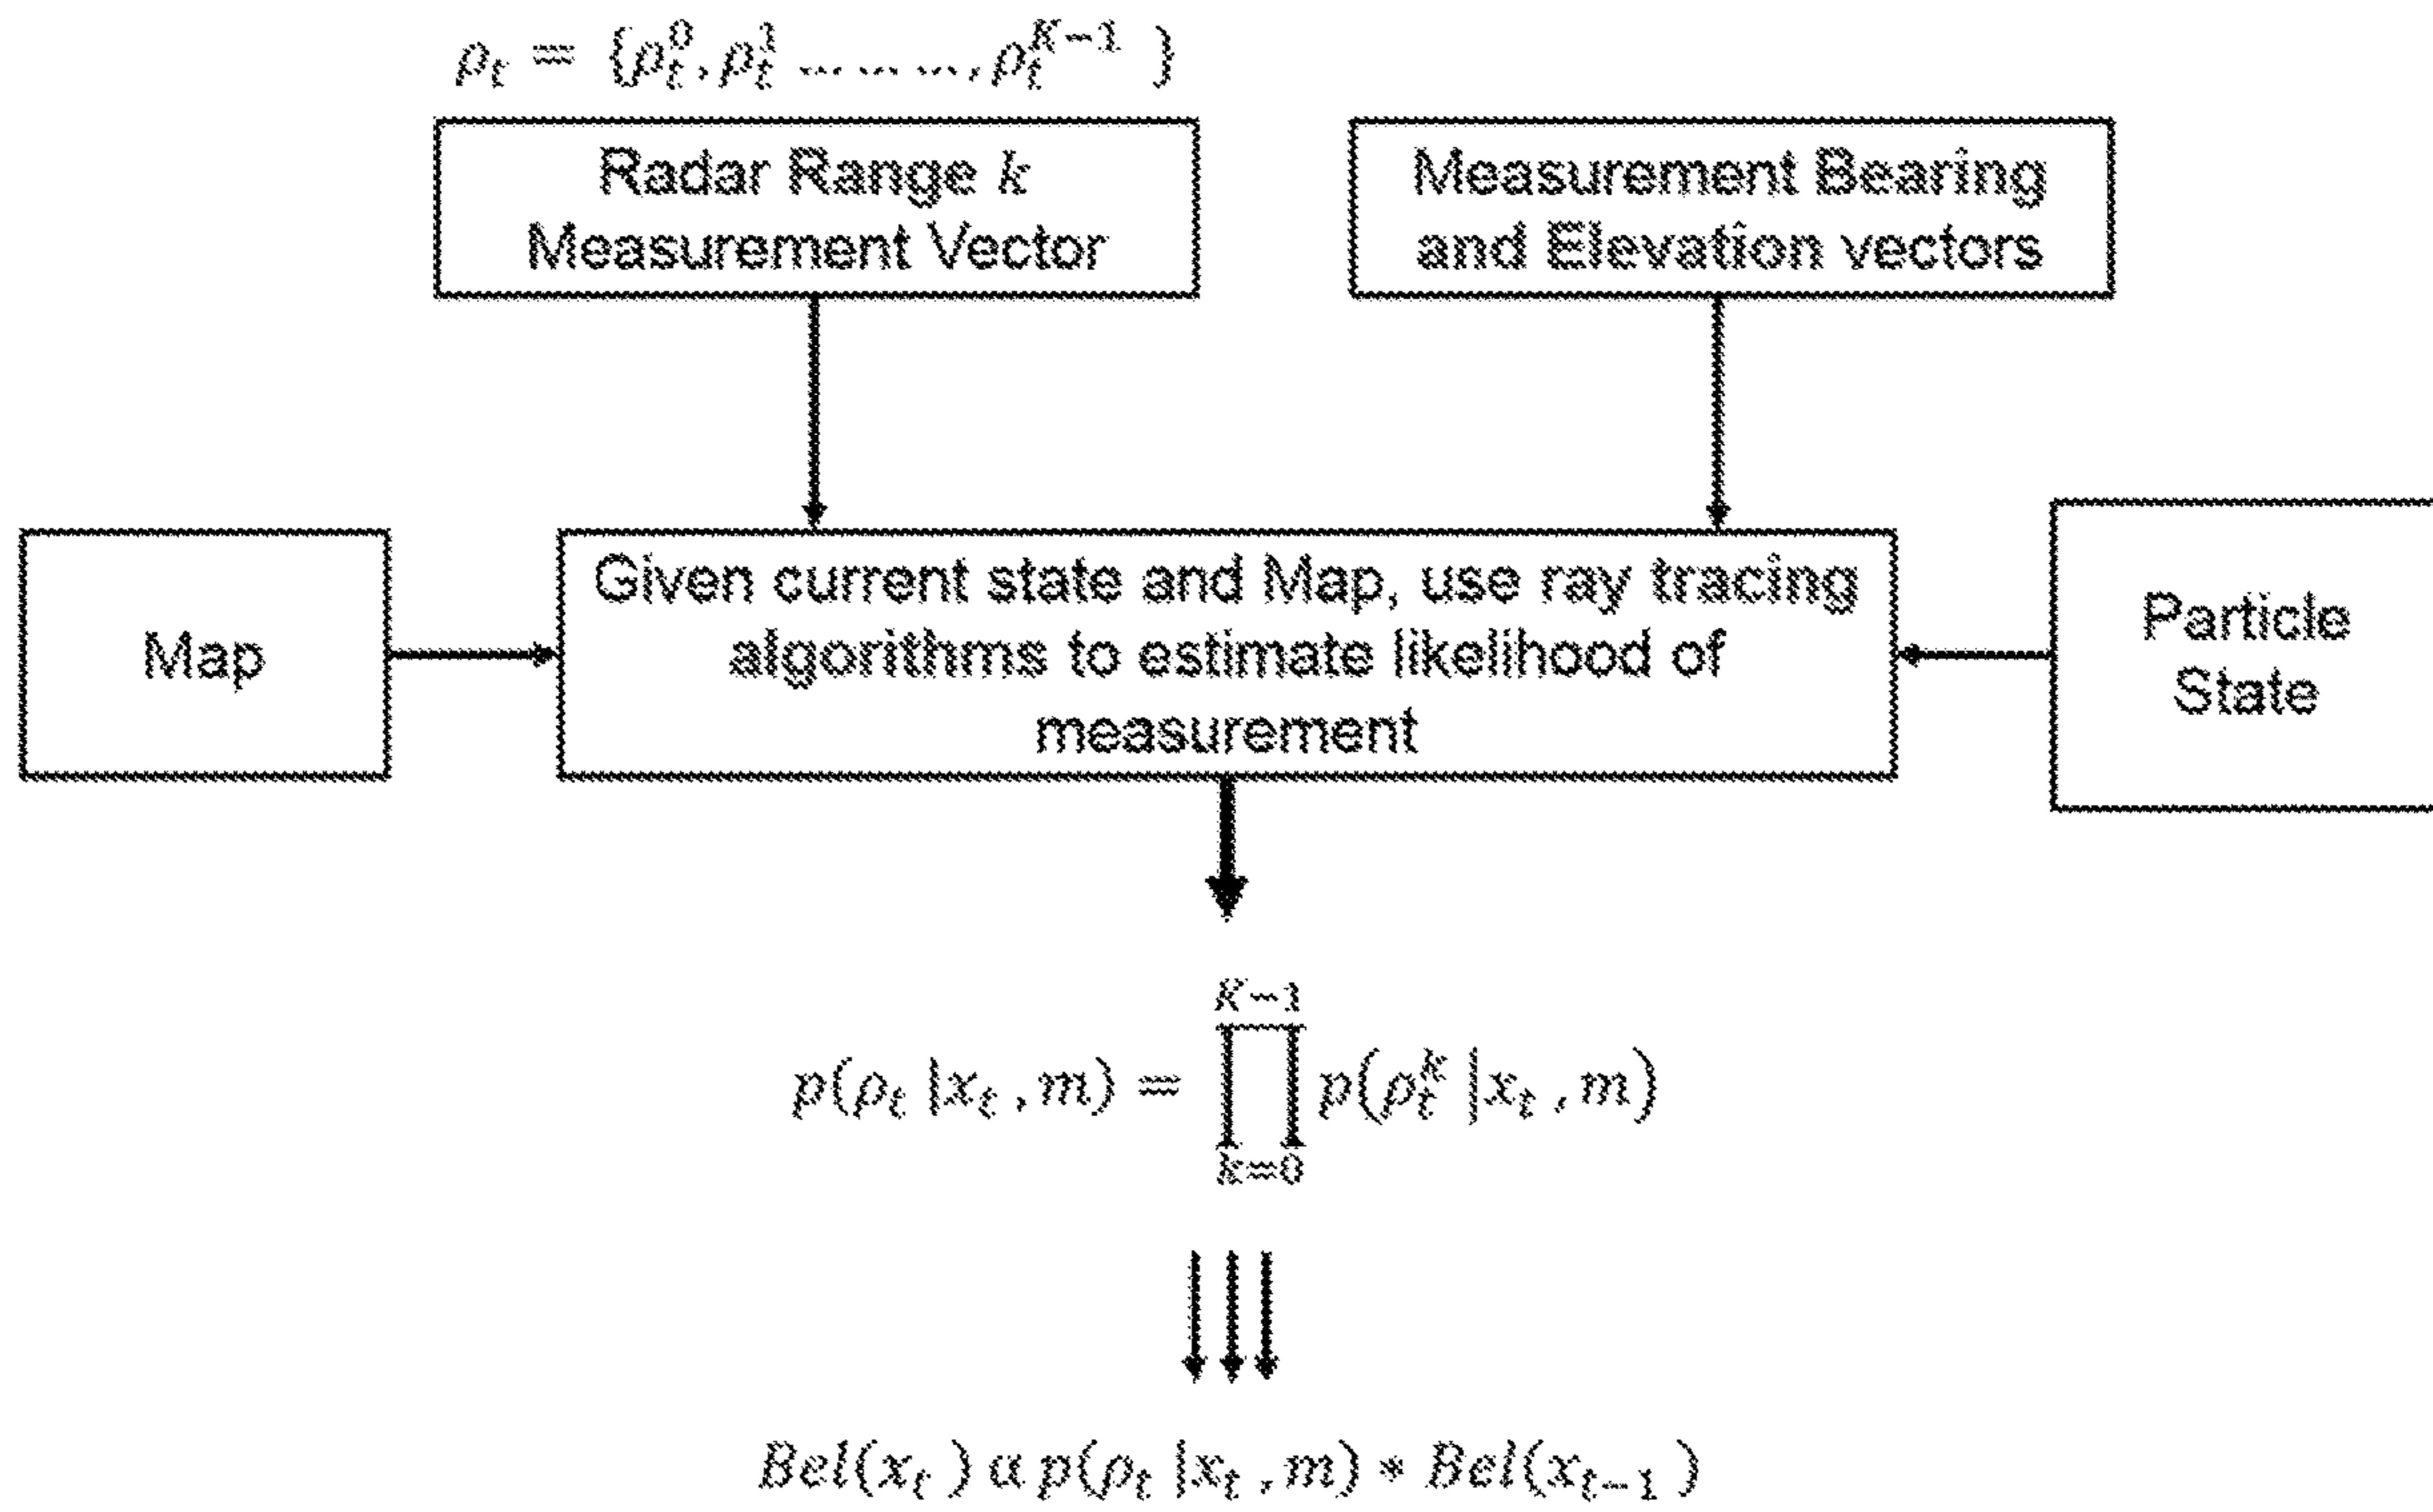 ρ_t = {ρ_t^0, ρ_t^1 ... ... ..., ρ_t^{K-1} }
Radar Range k
Measurement Vector
Measurement Bearing
and Elevation vectors
Map
Given current state and Map, use ray tracing
algorithms to estimate likelihood of
measurement
Particle
State
p(ρ_t |x_t , m) = ∏_{k=0}^{K-1} p(ρ_t^k |x_t , m)
Bel(x_t ) α p(ρ_t |x_t , m) * Bel(x_{t-1} )